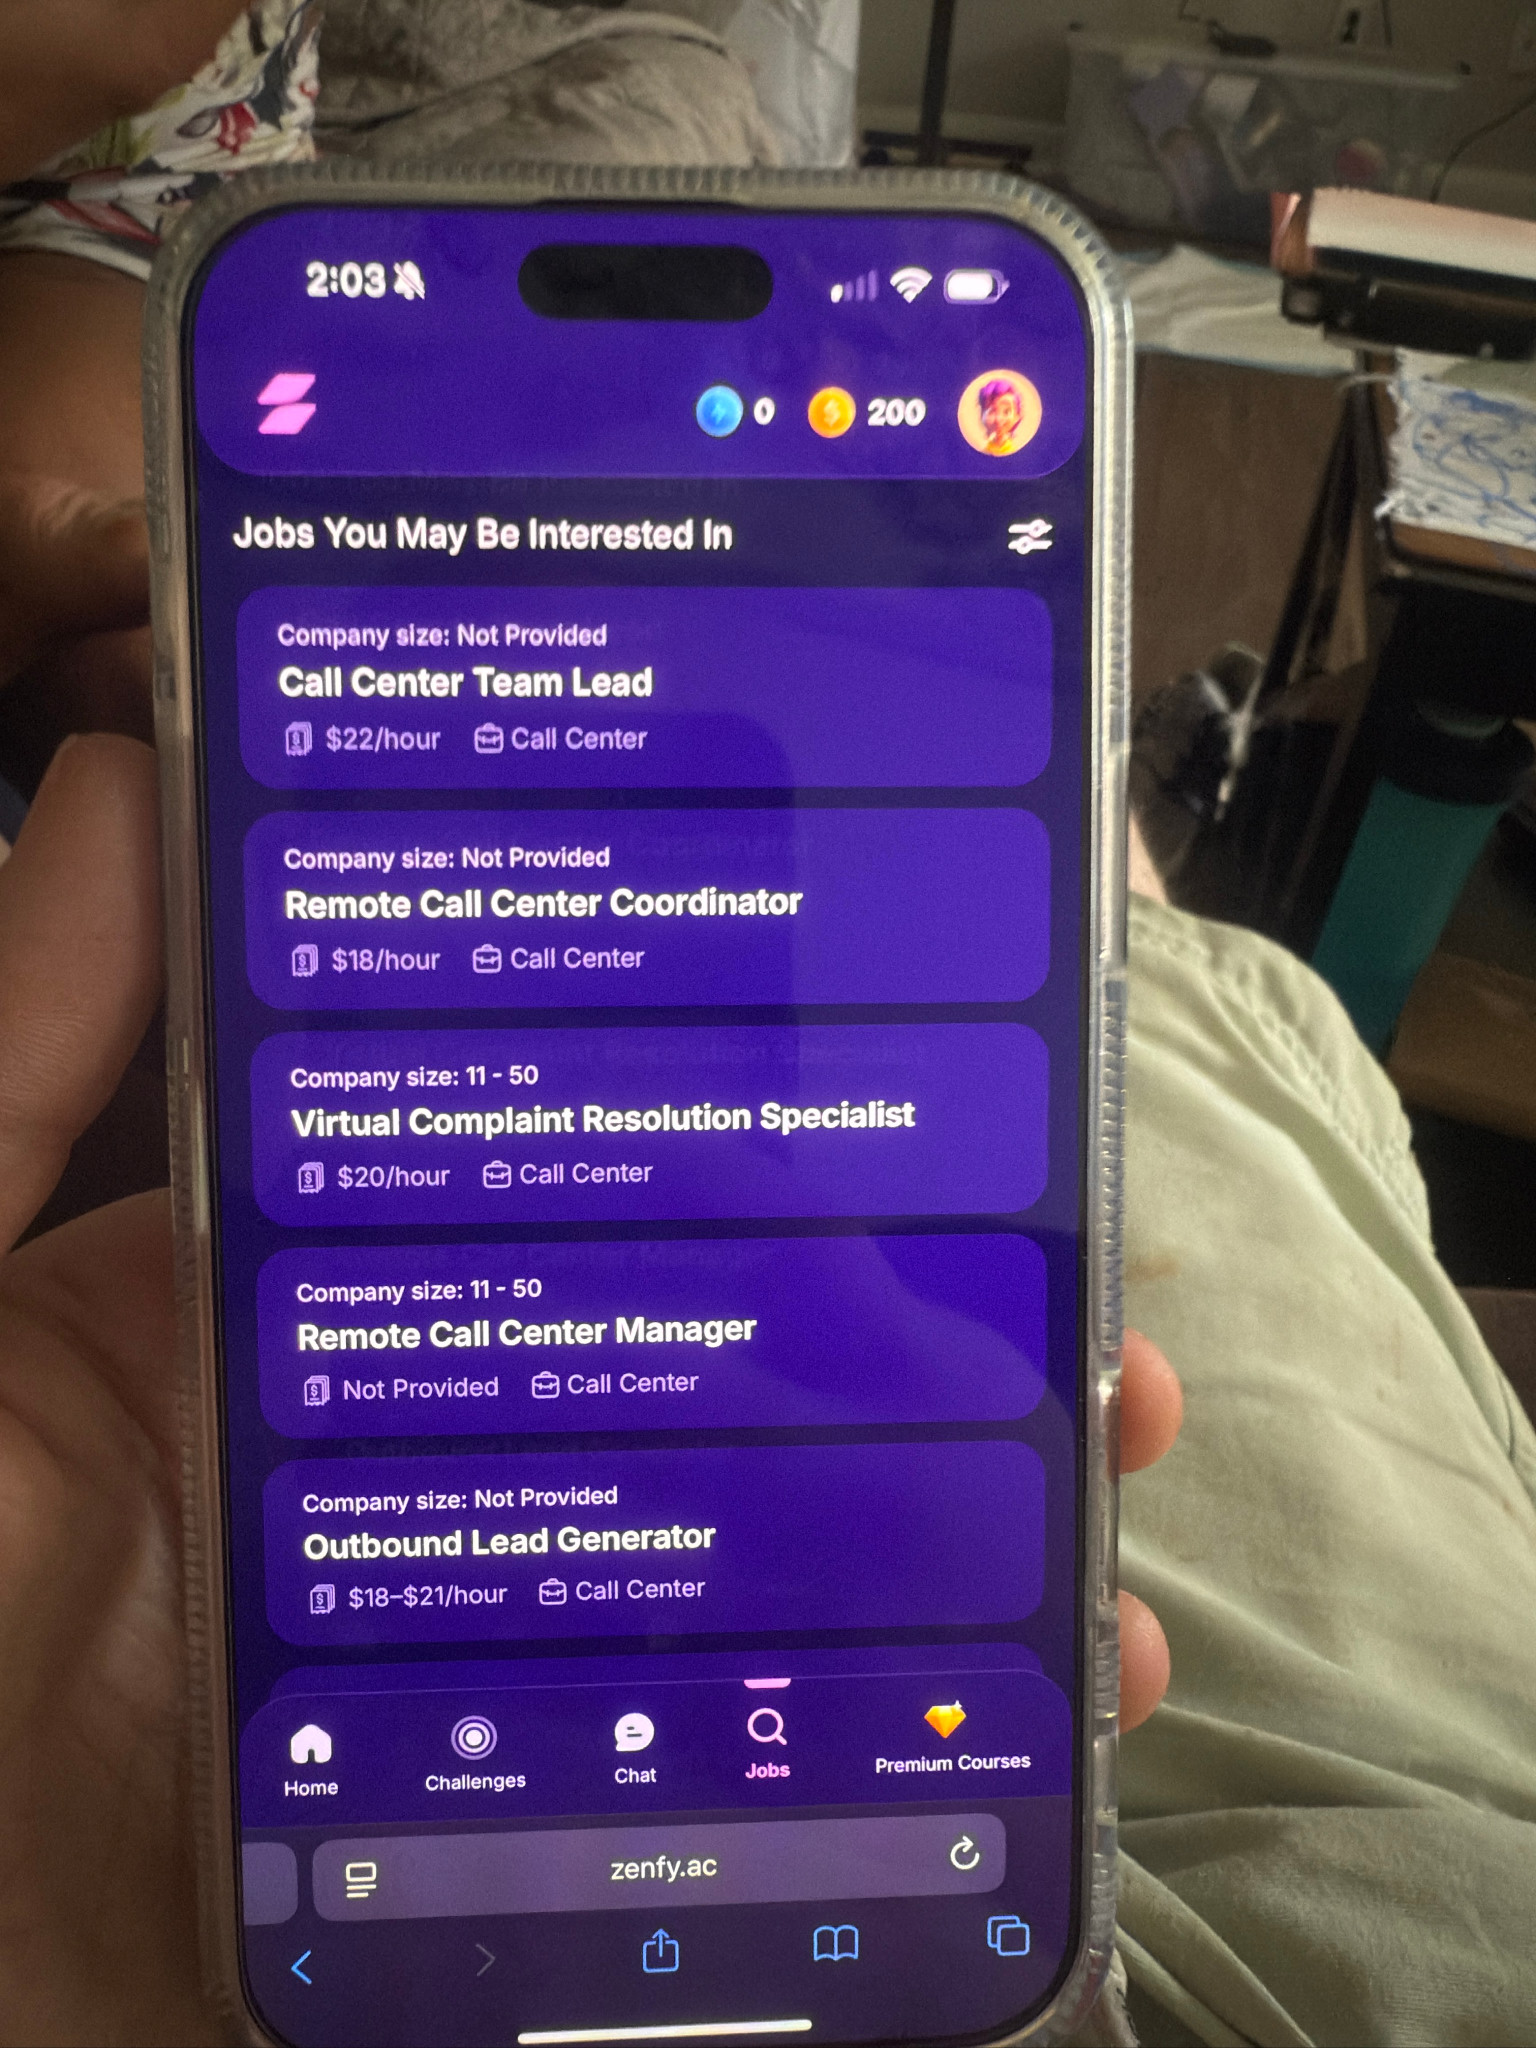 2:03
0 200
Jobs You May Be Interested In
Company size: Not Provided
Call Center Team Lead
$22/hour Call Center
Company size: Not Provided
Remote Call Center Coordinator
$18/hour Call Center
Company size: 11 - 50
Virtual Complaint Resolution Specialist
$20/hour Call Center
Company size: 11 - 50
Remote Call Center Manager
Not Provided Call Center
Company size: Not Provided
Outbound Lead Generator
$18–$21/hour Call Center
Home Challenges Chat Jobs Premium Courses
zenfy.ac